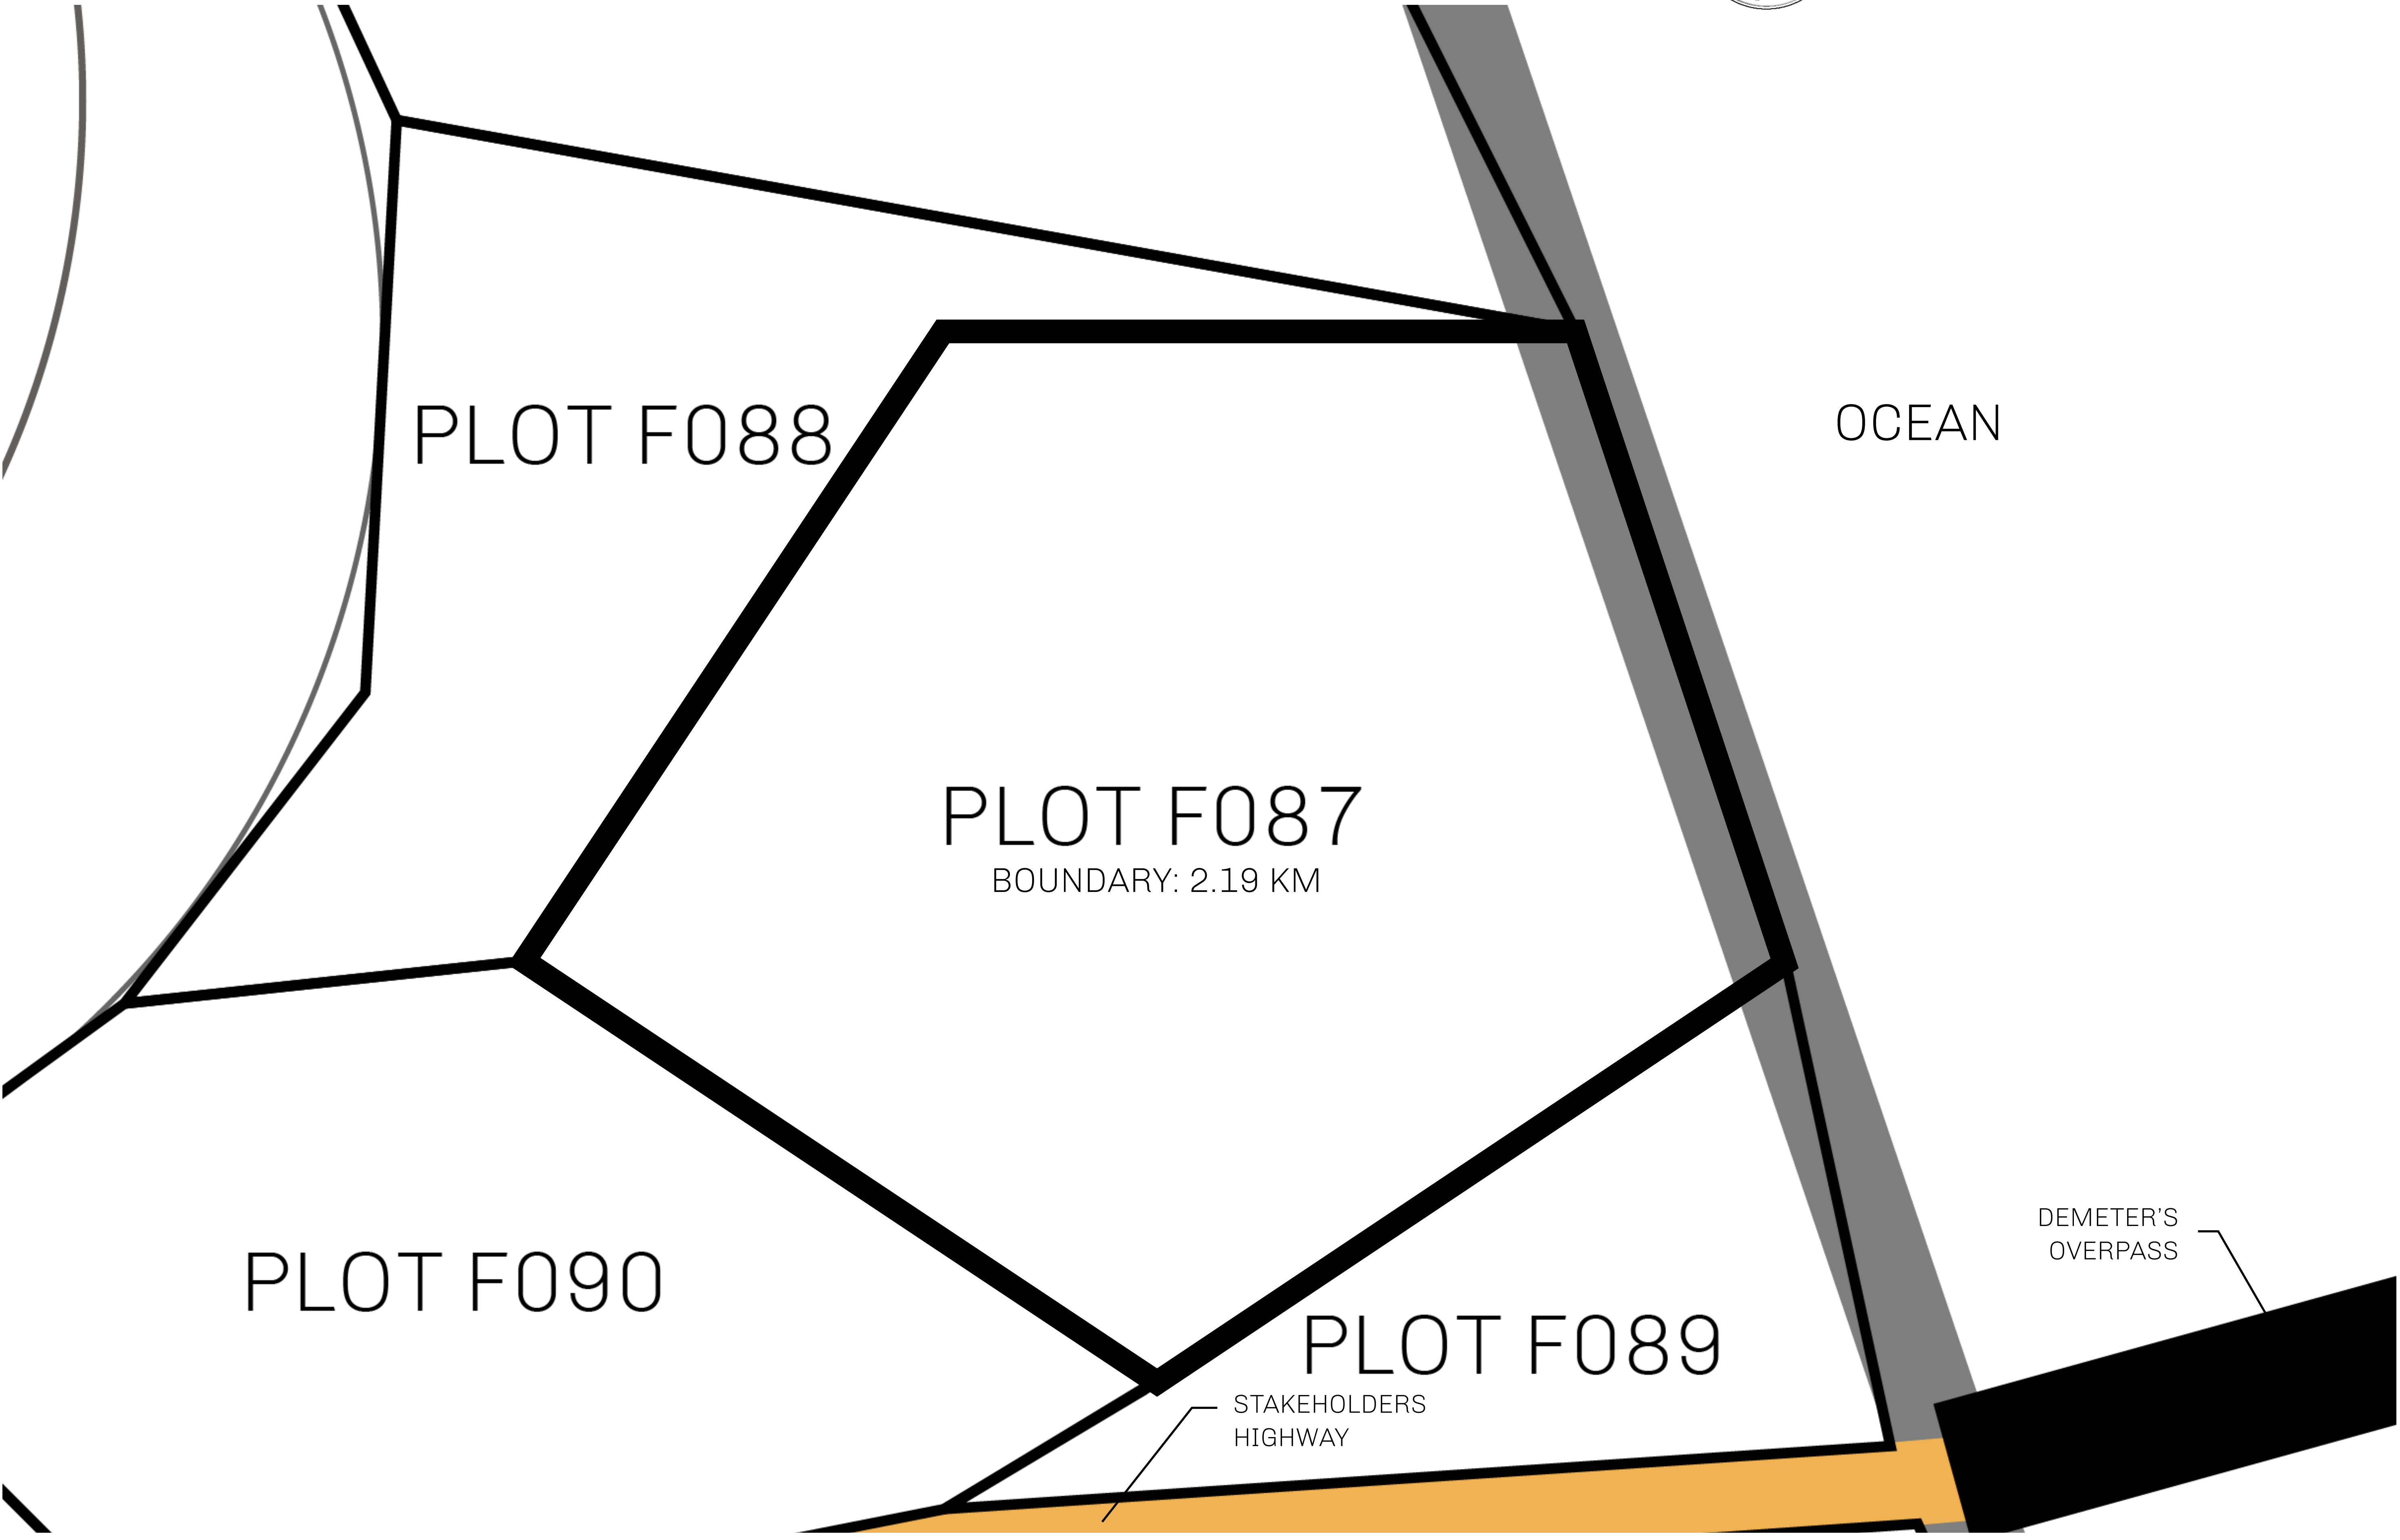 PLOT F088
OCEAN
PLOT F087
BOUNDARY: 2.19 KM
DEMETER'S
OVERPASS
PLOT F090
PLOT F089
STAKEHOLDERS
HIGHWAY